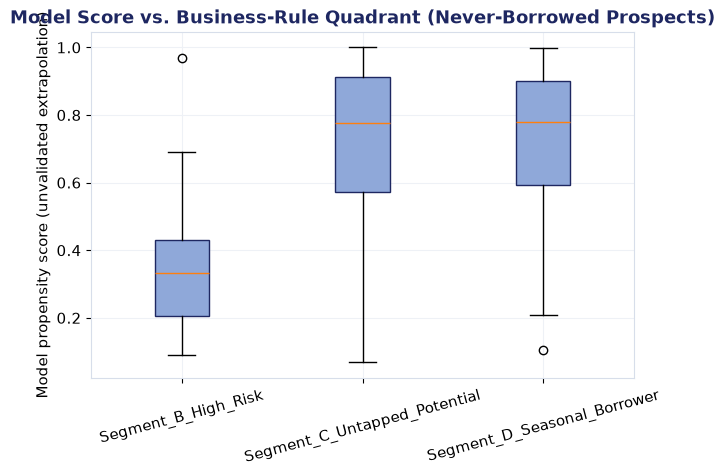 Model Score vs. Business-Rule Quadrant (Never-Borrowed Prospects)
Model propensity score (unvalidated extrapolation)
1.0
0.8
0.6
0.4
0.2
Segment_B_High_Risk
Segment_C_Untapped_Potential
Segment_D_Seasonal_Borrower